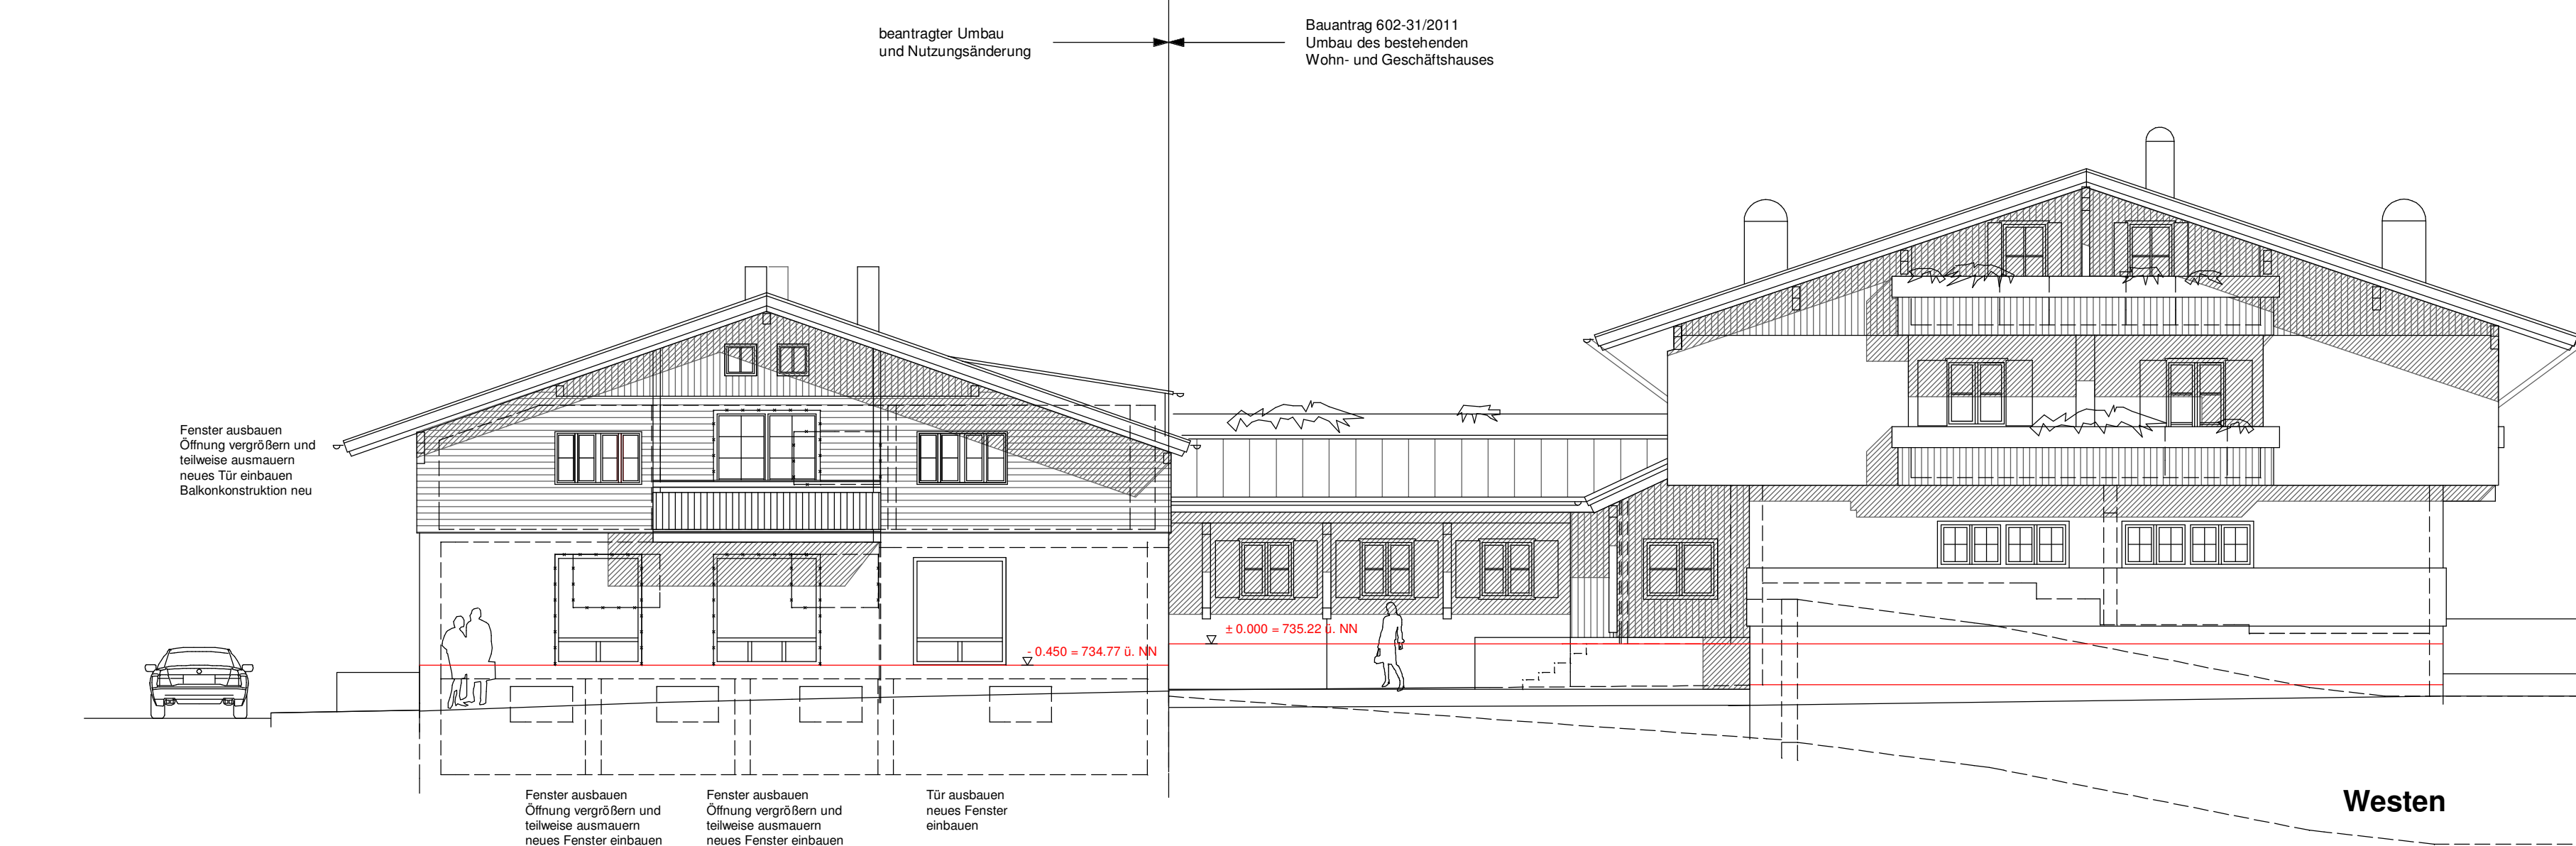 beantragter Umbau
und Nutzungsänderung
Bauantrag 602-31/2011
Umbau des bestehenden
Wohn- und Geschäftshauses
Fenster ausbauen
Öffnung vergrößern und
teilweise ausmauern
neues Tür einbauen
Balkonkonstruktion neu
± 0.000 = 735.22 ü. NN
- 0.450 = 734.77 ü. NN
Fenster ausbauen
Öffnung vergrößern und
teilweise ausmauern
neues Fenster einbauen
Fenster ausbauen
Öffnung vergrößern und
teilweise ausmauern
neues Fenster einbauen
Tür ausbauen
neues Fenster
einbauen
Westen